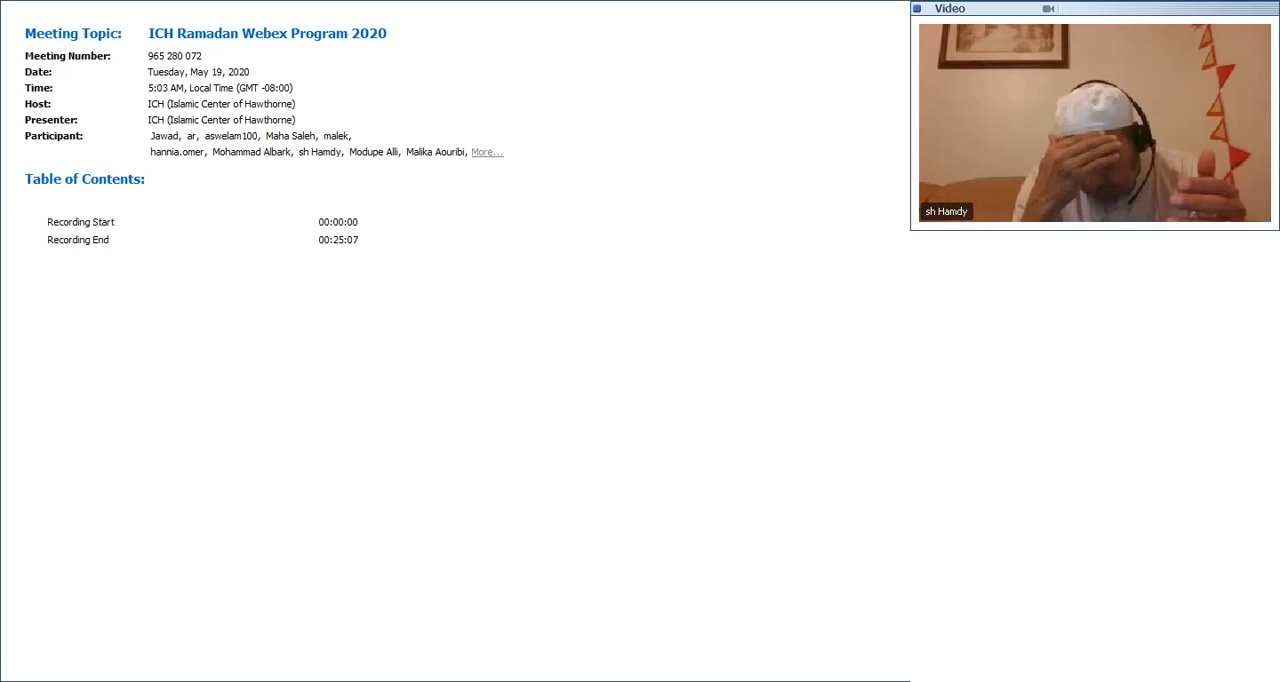 Meeting Topic: ICH Ramadan Webex Program 2020
Meeting Number: 965 280 072
Date: Tuesday, May 19, 2020
Time: 5:03 AM, Local Time (GMT -08:00)
Host: ICH (Islamic Center of Hawthorne)
Presenter: ICH (Islamic Center of Hawthorne)
Participant: Jawad, ar, aswelam100, Maha Saleh, malek,
hannia.omer, Mohammad Albark, sh Hamdy, Modupe Alli, Malika Aouribi, More...
Table of Contents:
Recording Start 00:00:00
Recording End 00:25:07
Video
sh Hamdy